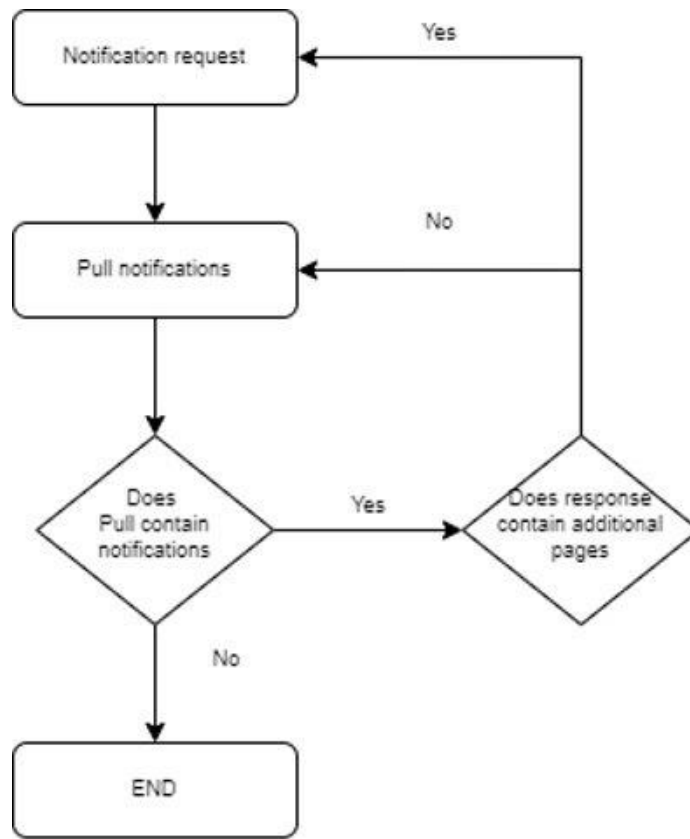 Notification request
Yes
Pull notifications
No
Does
Pull contain
notifications
Yes
Does response
contain additional
pages
No
END